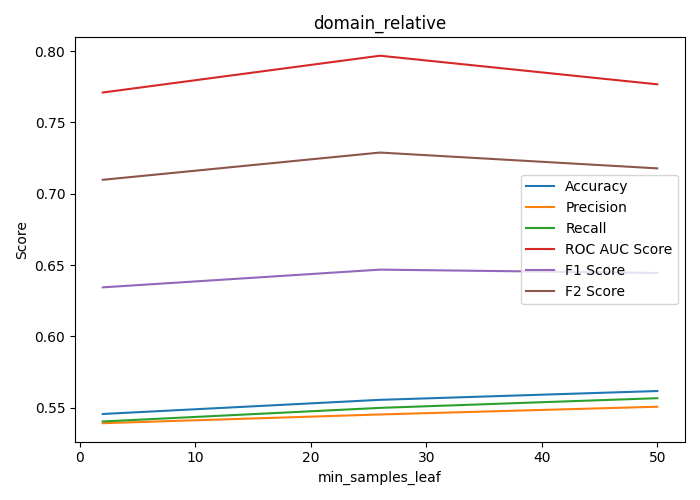 domain_relative
0.80
0.75
0.70
0.65
0.60
0.55
Score
Accuracy
Precision
Recall
ROC AUC Score
F1 Score
F2 Score
0 10 20 30 40 50
min_samples_leaf